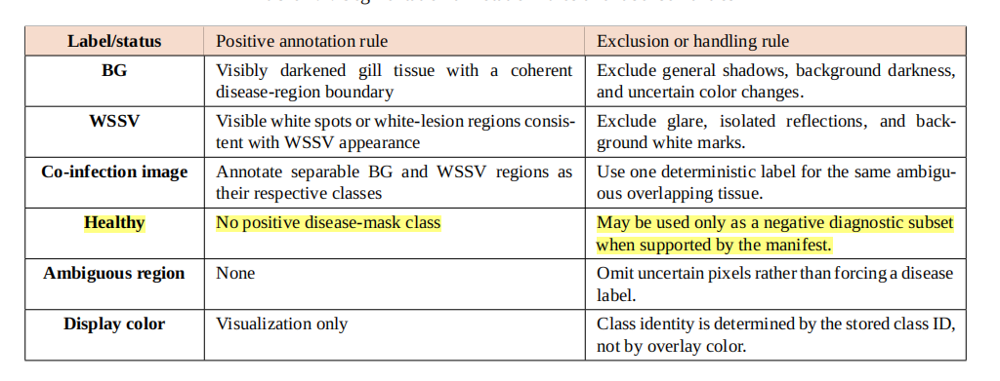 Label/status Positive annotation rule Exclusion or handling rule
BG Visibly darkened gill tissue with a coherent Exclude general shadows, background darkness,
disease-region boundary and uncertain color changes.
WSSV Visible white spots or white-lesion regions consis- Exclude glare, isolated reflections, and back-
tent with WSSV appearance ground white marks.
Co-infection image Annotate separable BG and WSSV regions as Use one deterministic label for the same ambigu-
their respective classes ous overlapping tissue.
Healthy No positive disease-mask class May be used only as a negative diagnostic subset
when supported by the manifest.
Ambiguous region None Omit uncertain pixels rather than forcing a disease
label.
Display color Visualization only Class identity is determined by the stored class ID,
not by overlay color.